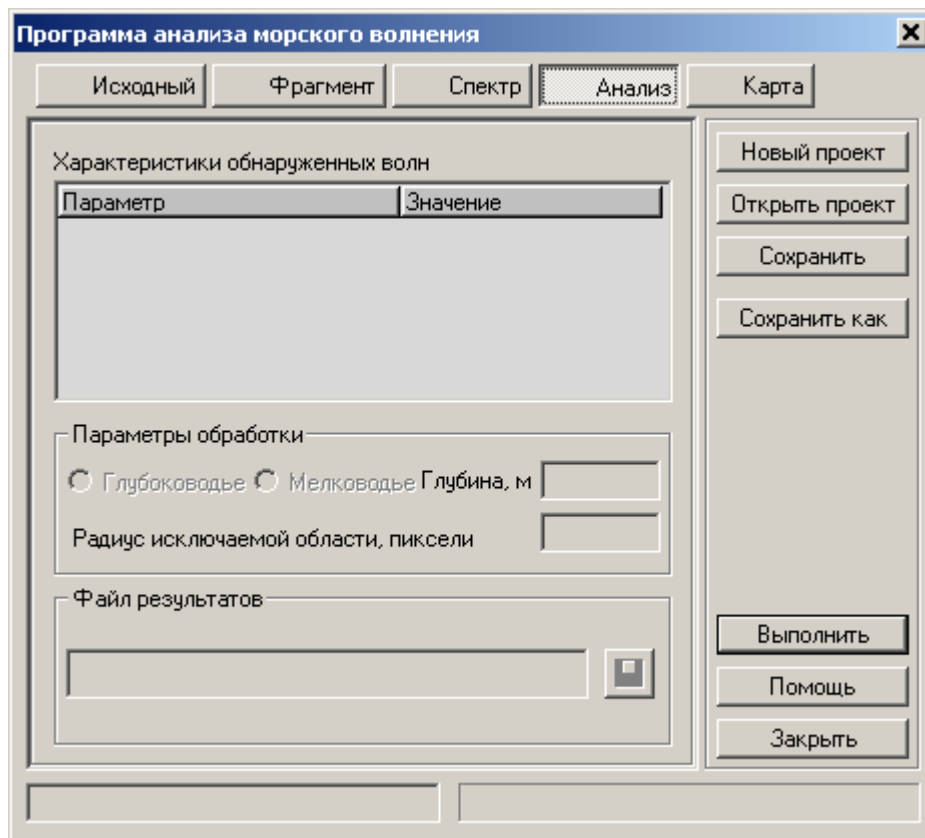 Программа анализа морского волнения
Исходный Фрагмент Спектр Анализ Карта
Характеристики обнаруженных волн
Параметр Значение
Параметры обработки
Глубоководье Мелководье Глубина, м
Радиус исключаемой области, пиксели
Файл результатов
Новый проект
Открыть проект
Сохранить
Сохранить как
Выполнить
Помощь
Закрыть